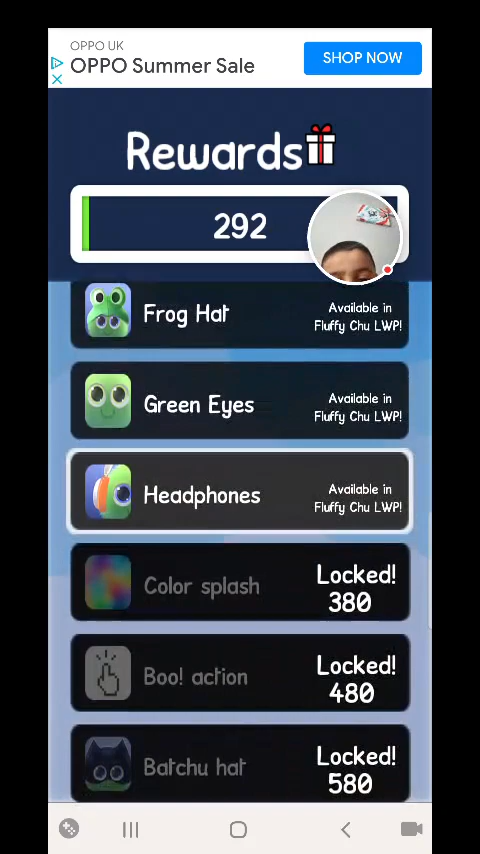 OPPO UK
OPPO Summer Sale
SHOP NOW
Rewards
292
Frog Hat
Available in
Fluffy Chu LWP!
Green Eyes
Available in
Fluffy Chu LWP!
Headphones
Available in
Fluffy Chu LWP!
Color splash
Locked!
380
Boo! action
Locked!
480
Batchu hat
Locked!
580